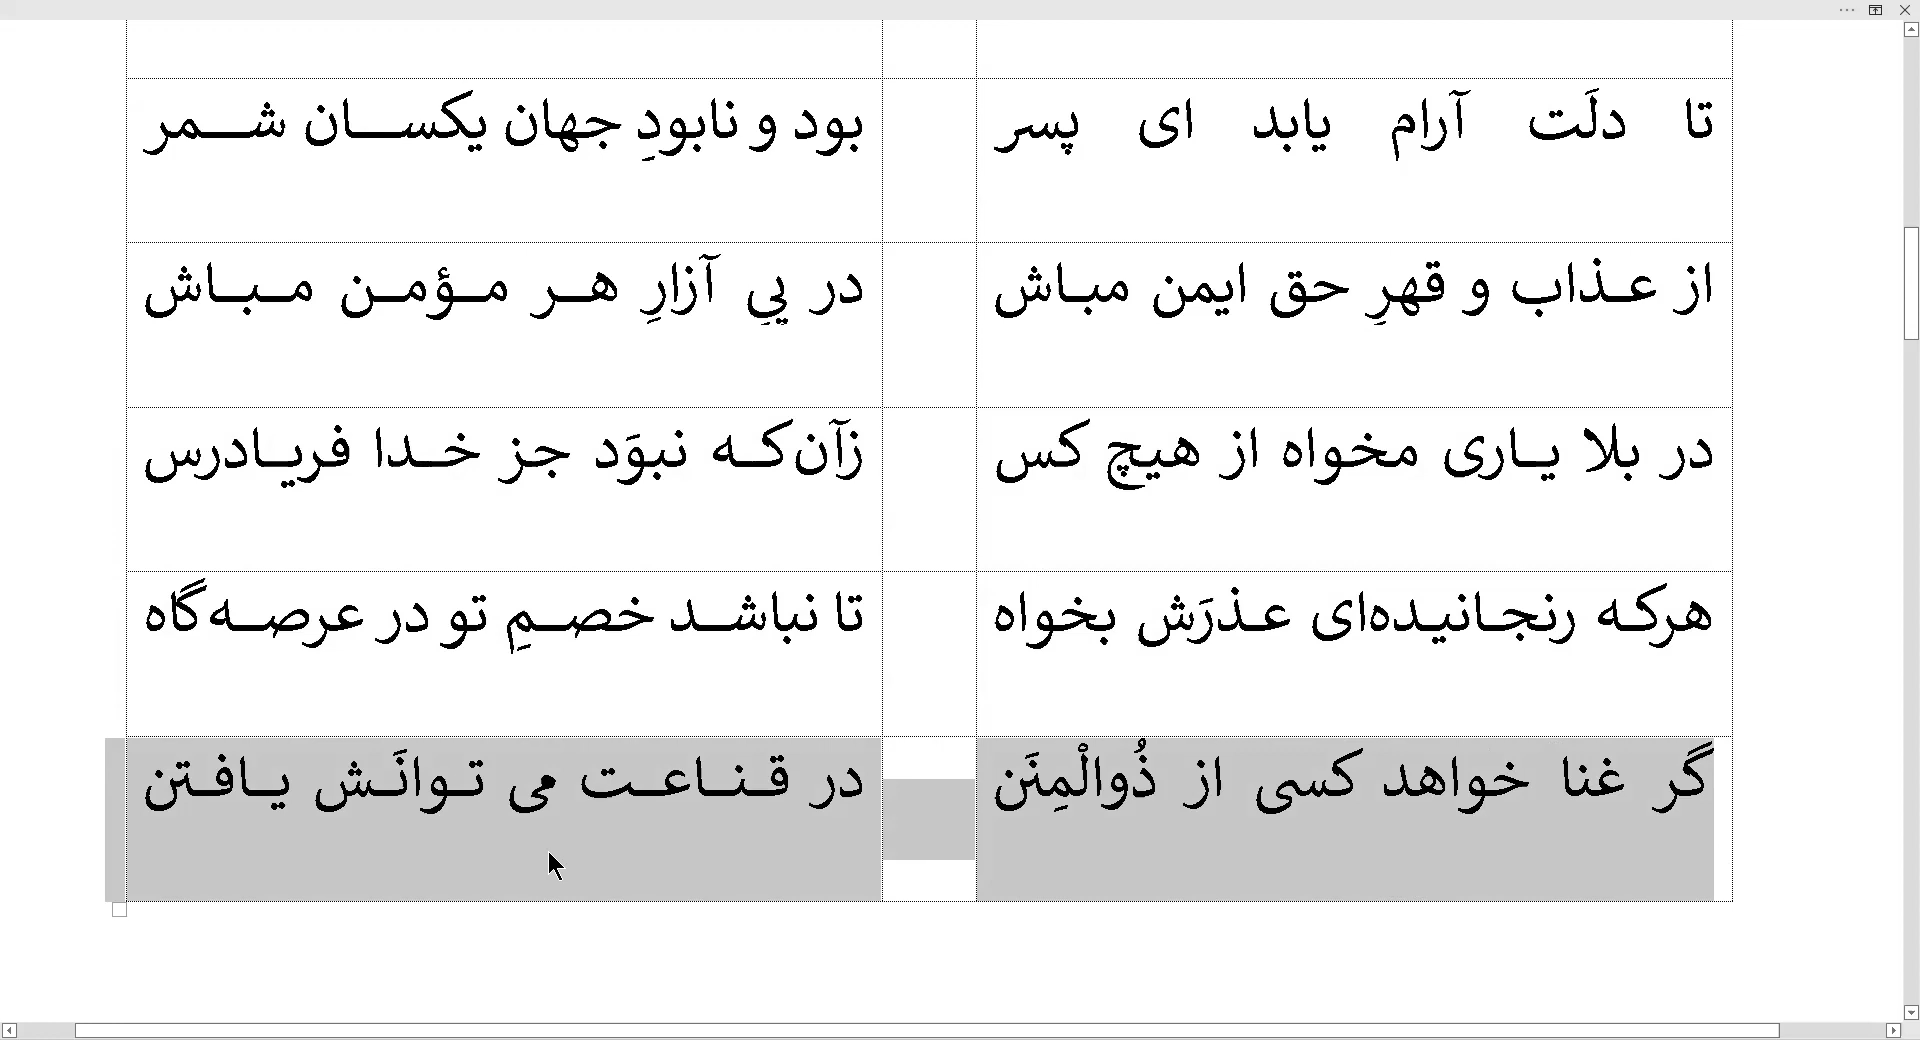 تا دلَت آرام یابد ای پسر
بود و نابودِ جهان یکسان شمر
از عذاب و قهرِ حق ایمن مباش
در پیِ آزارِ هر مؤمن مباش
در بلا یاری مخواه از هیچ کس
زآن‌که نبوَد جز خدا فریادرس
هرکه رنجانیده‌ای عذرَش بخواه
تا نباشد خصمِ تو در عرصه‌گاه
گر غنا خواهد کسی از ذُوالْمِنَن
در قناعت می توانَش یافتن